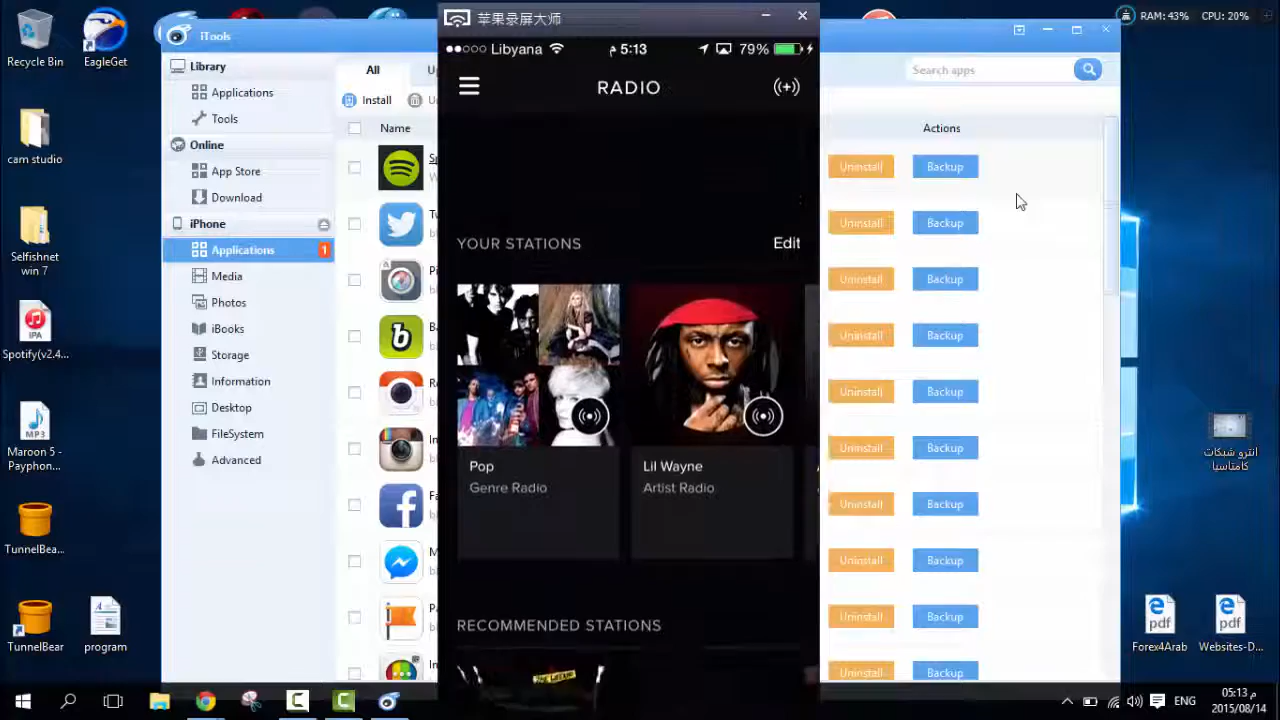 Recycle Bin
EagleGet
cam studio
Selfishnet
win 7
IPA
Spotify(v2.4...
MP3
Maroon 5 -
Payphon...
TunnelBea...
TunnelBear
program
iTools
Library
Applications
Tools
Online
App Store
Download
iPhone
Applications
1
Media
Photos
iBooks
Storage
Information
Desktop
FileSystem
Advanced
All
Install
Name
苹果录屏大师
Libyana
5:13 م
79%
RADIO
YOUR STATIONS
Edit
Pop
Genre Radio
Lil Wayne
Artist Radio
RECOMMENDED STATIONS
Search apps
Actions
Uninstall
Backup
Uninstall
Backup
Uninstall
Backup
Uninstall
Backup
Uninstall
Backup
Uninstall
Backup
Uninstall
Backup
Uninstall
Backup
Uninstall
Backup
Uninstall
Backup
RAM: 43%
CPU: 20%
انترو شبكات
كامتاسيا
pdf
Forex4Arab
pdf
Websites-D...
ENG
05:13 م
2015/08/14